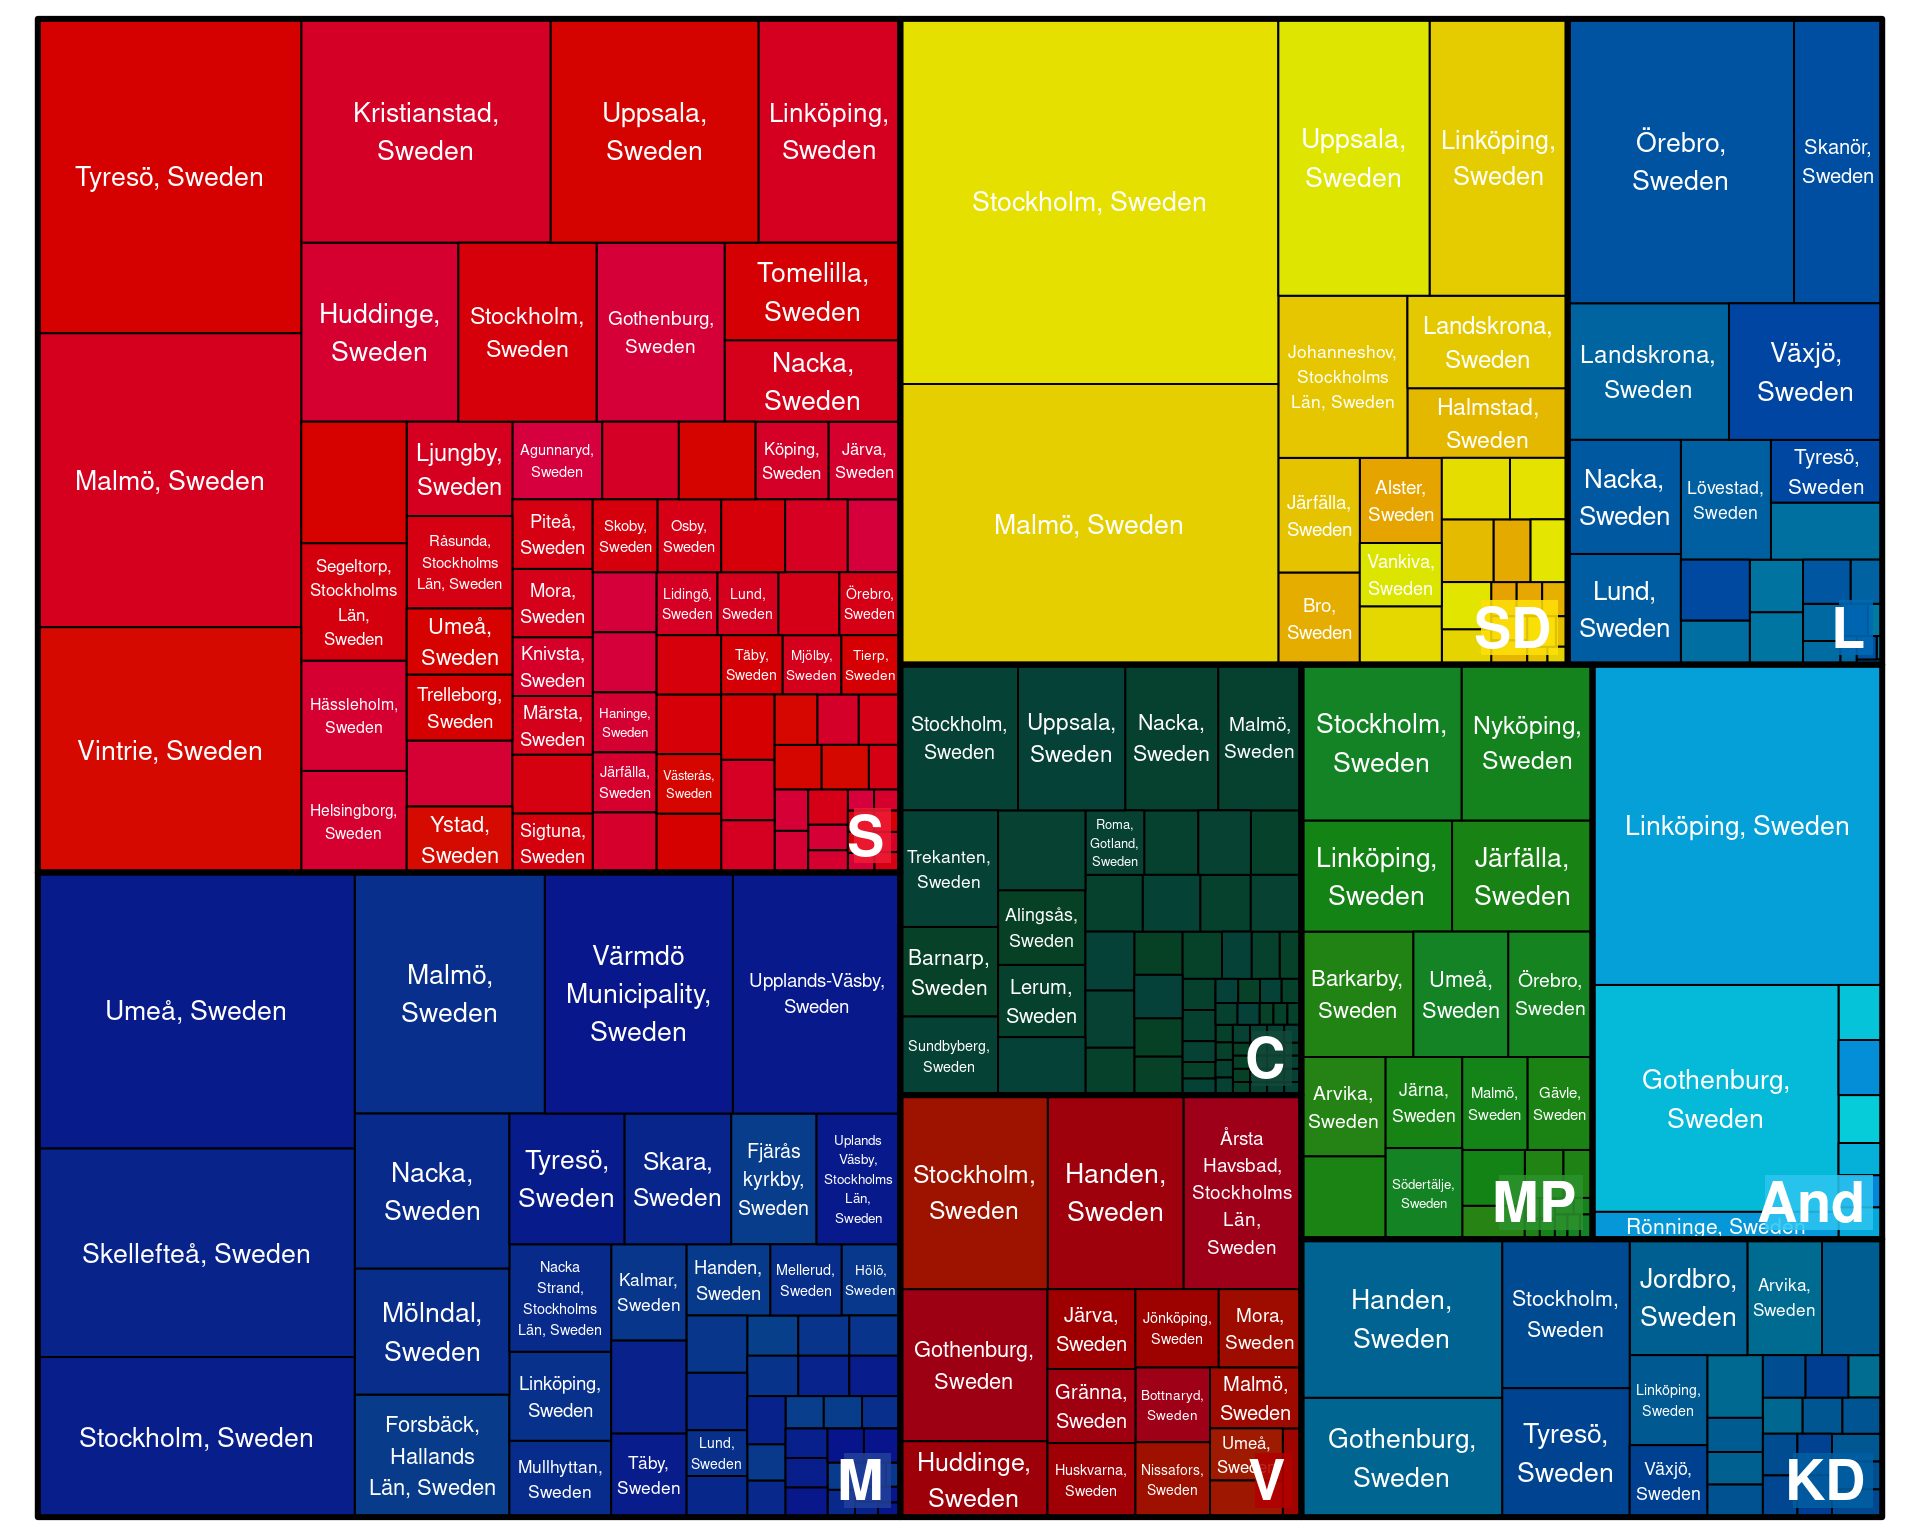 Tyresö, Sweden
Malmö, Sweden
Vintrie, Sweden
Kristianstad,
Sweden
Uppsala,
Sweden
Linköping,
Sweden
Huddinge,
Sweden
Stockholm,
Sweden
Gothenburg,
Sweden
Tomelilla,
Sweden
Nacka,
Sweden
Segeltorp,
Stockholms
Län,
Sweden
Hässleholm,
Sweden
Helsingborg,
Sweden
Ljungby,
Sweden
Råsunda,
Stockholms
Län, Sweden
Umeå,
Sweden
Trelleborg,
Sweden
Ystad,
Sweden
Agunnaryd,
Sweden
Köping,
Sweden
Järva,
Sweden
Piteå,
Sweden
Mora,
Sweden
Knivsta,
Sweden
Märsta,
Sweden
Sigtuna,
Sweden
Skoby,
Sweden
Osby,
Sweden
Lidingö,
Sweden
Lund,
Sweden
Örebro,
Sweden
Haninge,
Sweden
Järfälla,
Sweden
Täby,
Sweden
Mjölby,
Sweden
Tierp,
Sweden
Västerås,
Sweden
S
Stockholm, Sweden
Malmö, Sweden
Uppsala,
Sweden
Linköping,
Sweden
Johanneshov,
Stockholms
Län, Sweden
Landskrona,
Sweden
Halmstad,
Sweden
Järfälla,
Sweden
Bro,
Sweden
Alster,
Sweden
Vankiva,
Sweden
SD
Örebro,
Sweden
Skanör,
Sweden
Landskrona,
Sweden
Växjö,
Sweden
Nacka,
Sweden
Lund,
Sweden
Lövestad,
Sweden
Tyresö,
Sweden
L
Umeå, Sweden
Skellefteå, Sweden
Stockholm, Sweden
Malmö,
Sweden
Värmdö
Municipality,
Sweden
Upplands-Väsby,
Sweden
Nacka,
Sweden
Mölndal,
Sweden
Forsbäck,
Hallands
Län, Sweden
Tyresö,
Sweden
Skara,
Sweden
Fjärås
kyrkby,
Sweden
Uplands
Väsby,
Stockholms
Län,
Sweden
Nacka
Strand,
Stockholms
Län, Sweden
Linköping,
Sweden
Mullhyttan,
Sweden
Kalmar,
Sweden
Täby,
Sweden
Handen,
Sweden
Mellerud,
Sweden
Hölö,
Sweden
Lund,
Sweden
M
Stockholm,
Sweden
Uppsala,
Sweden
Nacka,
Sweden
Malmö,
Sweden
Trekanten,
Sweden
Barnarp,
Sweden
Sundbyberg,
Sweden
Alingsås,
Sweden
Lerum,
Sweden
Roma,
Gotland,
Sweden
C
Stockholm,
Sweden
Handen,
Sweden
Årsta
Havsbad,
Stockholms
Län,
Sweden
Gothenburg,
Sweden
Huddinge,
Sweden
Järva,
Sweden
Gränna,
Sweden
Huskvarna,
Sweden
Jönköping,
Sweden
Bottnaryd,
Sweden
Nissafors,
Sweden
Mora,
Sweden
Malmö,
Sweden
Umeå,
Sweden
V
Stockholm,
Sweden
Nyköping,
Sweden
Linköping,
Sweden
Järfälla,
Sweden
Barkarby,
Sweden
Umeå,
Sweden
Örebro,
Sweden
Arvika,
Sweden
Järna,
Sweden
Malmö,
Sweden
Gävle,
Sweden
Södertälje,
Sweden
MP
Linköping, Sweden
Gothenburg,
Sweden
Rönninge, Sweden
And
Handen,
Sweden
Gothenburg,
Sweden
Stockholm,
Sweden
Tyresö,
Sweden
Jordbro,
Sweden
Arvika,
Sweden
Linköping,
Sweden
Växjö,
Sweden
KD